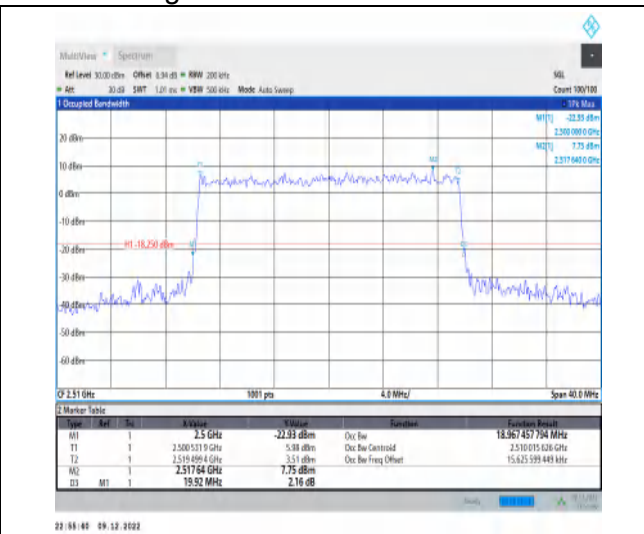 MultiView Spectrum
Ref Level 30.00 dBm Offset 8.94 dB RBW 200 kHz SGL
Att 30 dB SWT 1.01 ms VBW 500 kHz Mode Auto Sweep Count 100/100
1 Occupied Bandwidth 1Pk Max
M1[1] -22.93 dBm
2.500 000 0 GHz
M2[1] 7.75 dBm
2.517 640 0 GHz
20 dBm
10 dBm
0 dBm
-10 dBm
-20 dBm
-30 dBm
-40 dBm
-50 dBm
-60 dBm
H1 -18.250 dBm
M2
CF 2.51 GHz 1001 pts 4.0 MHz/ Span 40.0 MHz
2 Marker Table
Type Ref Trc X-Value Y-Value Function Function Result
M1 1 2.5 GHz -22.93 dBm Occ Bw 18.967 457 794 MHz
T1 1 2.500 531 9 GHz 5.98 dBm Occ Bw Centroid 2.510 015 626 GHz
T2 1 2.519 499 4 GHz 3.51 dBm Occ Bw Freq Offset 15.625 599 449 kHz
M2 1 2.517 64 GHz 7.75 dBm
D3 M1 1 19.92 MHz 2.16 dB
Ready
22:55:40 09.12.2022